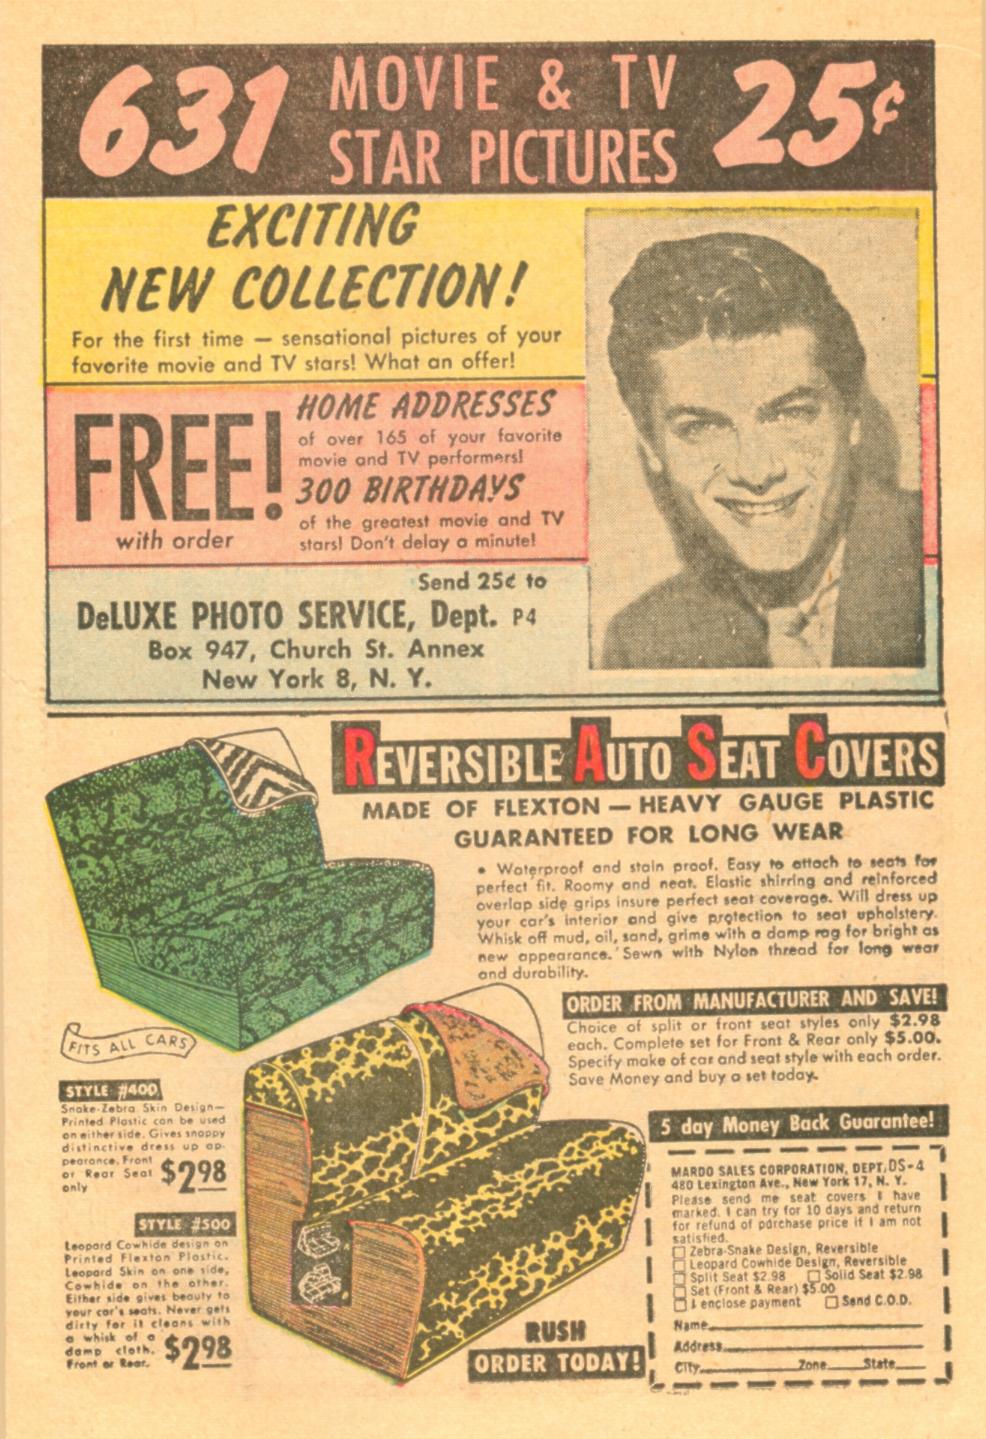 631 MOVIE & TV STAR PICTURES 25¢
EXCITING
NEW COLLECTION!
For the first time — sensational pictures of your
favorite movie and TV stars! What an offer!
FREE!
with order
HOME ADDRESSES
of over 165 of your favorite
movie and TV performers!
300 BIRTHDAYS
of the greatest movie and TV
stars! Don't delay a minute!
Send 25¢ to
DeLUXE PHOTO SERVICE, Dept. P4
Box 947, Church St. Annex
New York 8, N. Y.
REVERSIBLE AUTO SEAT COVERS
MADE OF FLEXTON — HEAVY GAUGE PLASTIC
GUARANTEED FOR LONG WEAR
• Waterproof and stain proof. Easy to attach to seats for
perfect fit. Roomy and neat. Elastic shirring and reinforced
overlap side grips insure perfect seat coverage. Will dress up
your car's interior and give protection to seat upholstery.
Whisk off mud, oil, sand, grime with a damp rag for bright as
new appearance. Sewn with Nylon thread for long wear
and durability.
ORDER FROM MANUFACTURER AND SAVE!
Choice of split or front seat styles only $2.98
each. Complete set for Front & Rear only $5.00.
Specify make of car and seat style with each order.
Save Money and buy a set today.
FITS ALL CARS
STYLE #400
Snake-Zebra Skin Design—
Printed Plastic can be used
on either side. Gives snappy
distinctive dress up ap-
pearance. Front
or Rear Seat
only $2.98
STYLE #500
Leopard Cowhide design on
Printed Flexton Plastic.
Leopard Skin on one side,
Cowhide on the other.
Either side gives beauty to
your car's seats. Never gets
dirty for it cleans with
a whisk of a
damp cloth.
Front or Rear. $2.98
RUSH
ORDER TODAY!
5 day Money Back Guarantee!
MARDO SALES CORPORATION, DEPT. DS-4
480 Lexington Ave., New York 17, N. Y.
Please send me seat covers I have
marked. I can try for 10 days and return
for refund of purchase price if I am not
satisfied.
Zebra-Snake Design, Reversible
Leopard Cowhide Design, Reversible
Split Seat $2.98 Solid Seat $2.98
Set (Front & Rear) $5.00
I enclose payment Send C.O.D.
Name
Address
City Zone State